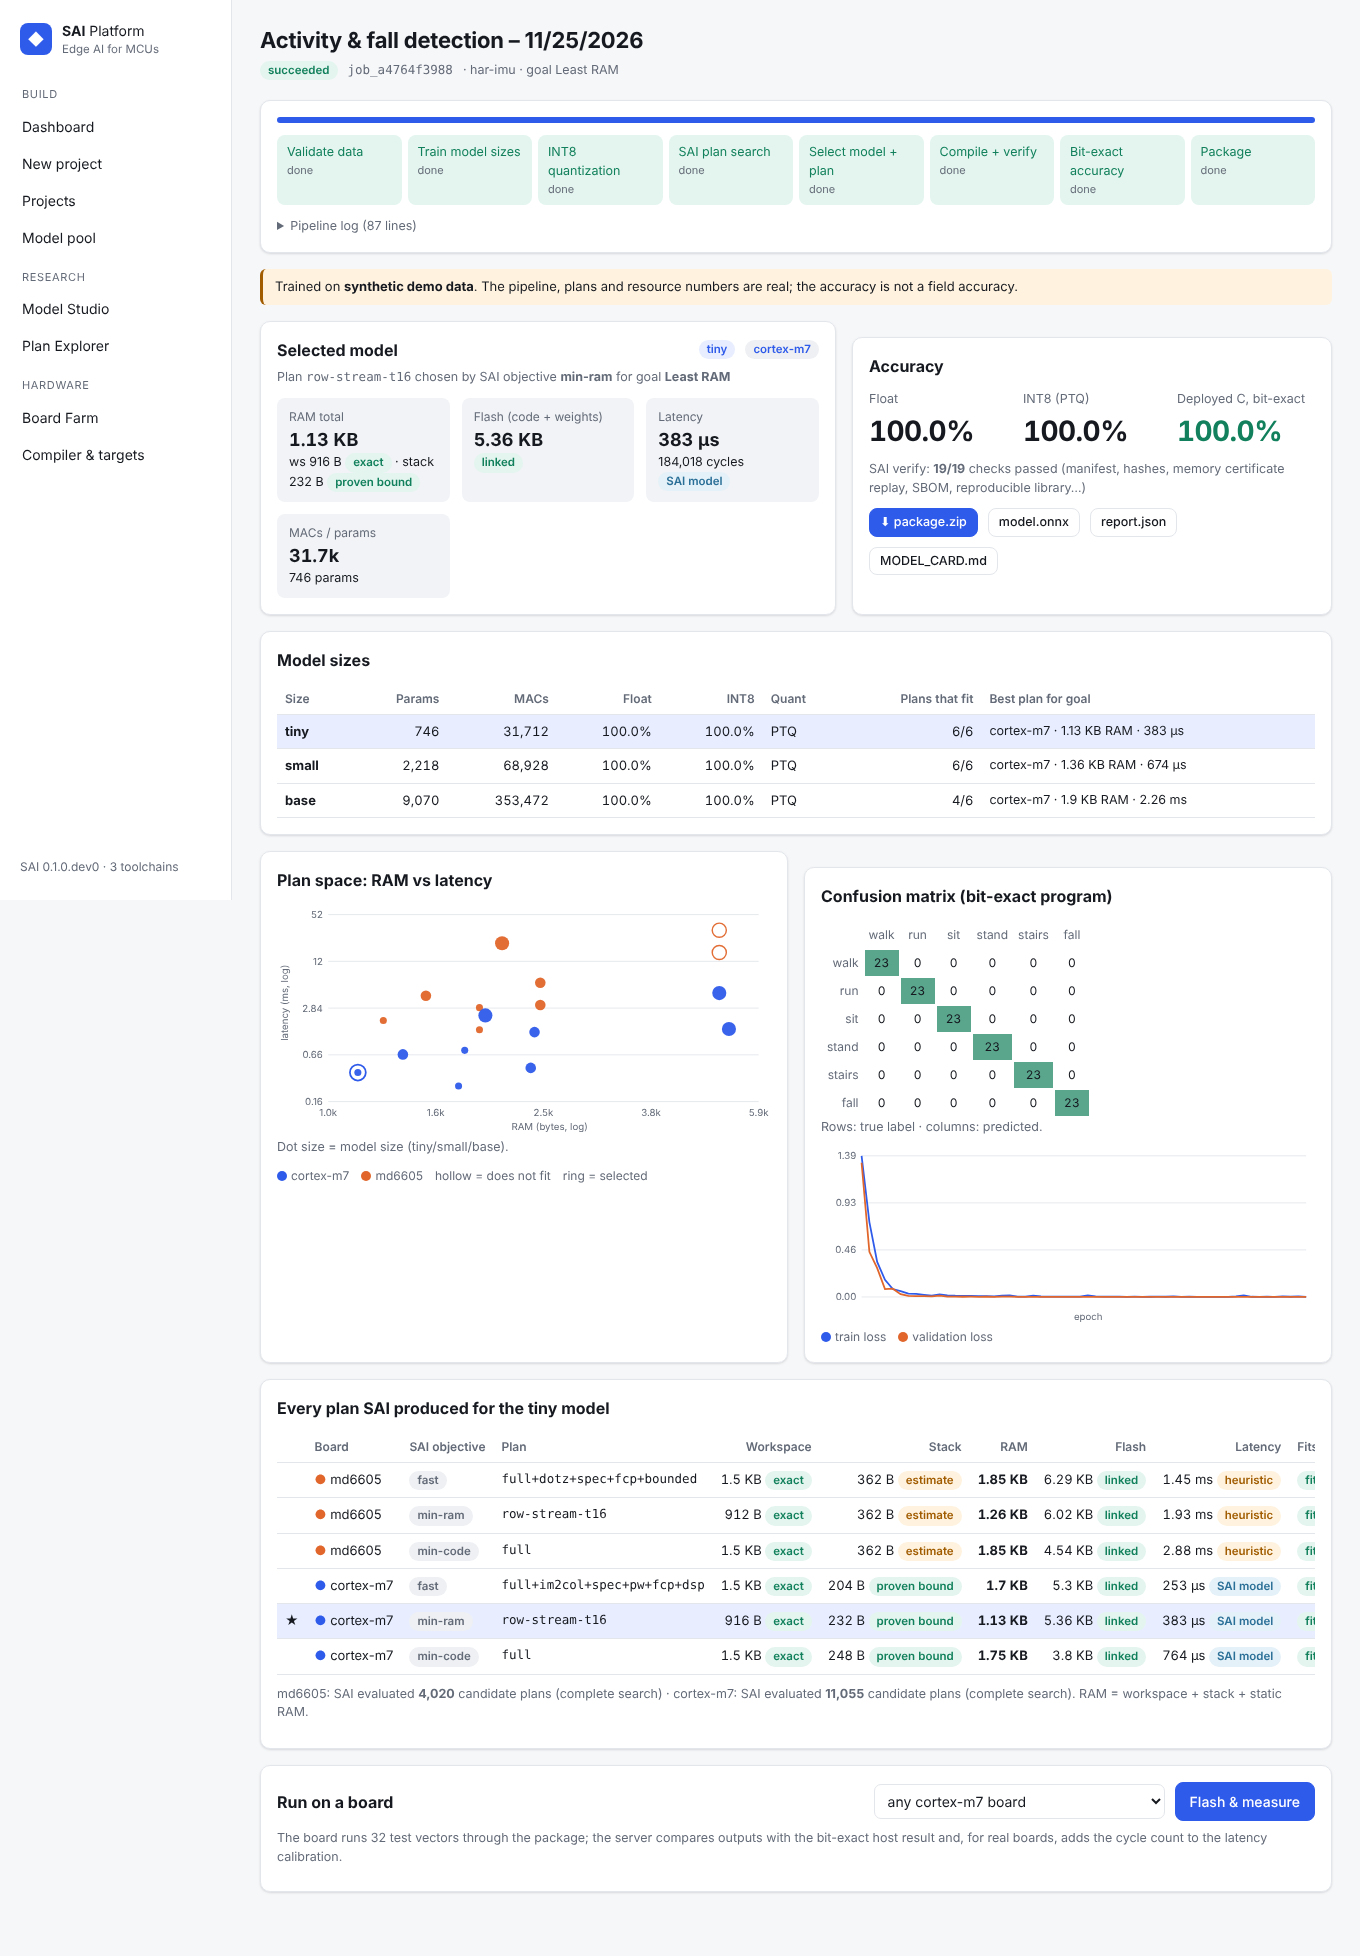 SAI Platform
Edge AI for MCUs
BUILD
Dashboard
New project
Projects
Model pool
RESEARCH
Model Studio
Plan Explorer
HARDWARE
Board Farm
Compiler & targets
SAI 0.1.0.dev0 · 3 toolchains
Activity & fall detection – 11/25/2026
succeeded job_a4764f3988 · har-imu · goal Least RAM
Validate data
done
Train model sizes
done
INT8
quantization
done
SAI plan search
done
Select model +
plan
done
Compile + verify
done
Bit-exact
accuracy
done
Package
done
▶ Pipeline log (87 lines)
Trained on synthetic demo data. The pipeline, plans and resource numbers are real; the accuracy is not a field accuracy.
Selected model tiny cortex-m7
Plan row-stream-t16 chosen by SAI objective min-ram for goal Least RAM
RAM total
1.13 KB
ws 916 B exact · stack
232 B proven bound
Flash (code + weights)
5.36 KB
linked
Latency
383 µs
184,018 cycles
SAI model
MACs / params
31.7k
746 params
Accuracy
Float INT8 (PTQ) Deployed C, bit-exact
100.0% 100.0% 100.0%
SAI verify: 19/19 checks passed (manifest, hashes, memory certificate
replay, SBOM, reproducible library...)
⬇ package.zip model.onnx report.json
MODEL_CARD.md
Model sizes
Size Params MACs Float INT8 Quant Plans that fit Best plan for goal
tiny 746 31,712 100.0% 100.0% PTQ 6/6 cortex-m7 · 1.13 KB RAM · 383 µs
small 2,218 68,928 100.0% 100.0% PTQ 6/6 cortex-m7 · 1.36 KB RAM · 674 µs
base 9,070 353,472 100.0% 100.0% PTQ 4/6 cortex-m7 · 1.9 KB RAM · 2.26 ms
Plan space: RAM vs latency
latency (ms, log)
52
12
2.84
0.66
0.16
1.0k 1.6k 2.5k 3.8k 5.9k
RAM (bytes, log)
Dot size = model size (tiny/small/base).
cortex-m7 md6605 hollow = does not fit ring = selected
Confusion matrix (bit-exact program)
walk run sit stand stairs fall
walk 23 0 0 0 0 0
run 0 23 0 0 0 0
sit 0 0 23 0 0 0
stand 0 0 0 23 0 0
stairs 0 0 0 0 23 0
fall 0 0 0 0 0 23
Rows: true label · columns: predicted.
1.39
0.93
0.46
0.00
epoch
train loss validation loss
Every plan SAI produced for the tiny model
Board SAI objective Plan Workspace Stack RAM Flash Latency Fits
md6605 fast full+dotz+spec+fcp+bounded 1.5 KB exact 362 B estimate 1.85 KB 6.29 KB linked 1.45 ms heuristic fit
md6605 min-ram row-stream-t16 912 B exact 362 B estimate 1.26 KB 6.02 KB linked 1.93 ms heuristic fit
md6605 min-code full 1.5 KB exact 362 B estimate 1.85 KB 4.54 KB linked 2.88 ms heuristic fit
cortex-m7 fast full+im2col+spec+pw+fcp+dsp 1.5 KB exact 204 B proven bound 1.7 KB 5.3 KB linked 253 µs SAI model fit
★ cortex-m7 min-ram row-stream-t16 916 B exact 232 B proven bound 1.13 KB 5.36 KB linked 383 µs SAI model fit
cortex-m7 min-code full 1.5 KB exact 248 B proven bound 1.75 KB 3.8 KB linked 764 µs SAI model fit
md6605: SAI evaluated 4,020 candidate plans (complete search) · cortex-m7: SAI evaluated 11,055 candidate plans (complete search). RAM = workspace + stack + static
RAM.
Run on a board any cortex-m7 board Flash & measure
The board runs 32 test vectors through the package; the server compares outputs with the bit-exact host result and, for real boards, adds the cycle count to the latency
calibration.